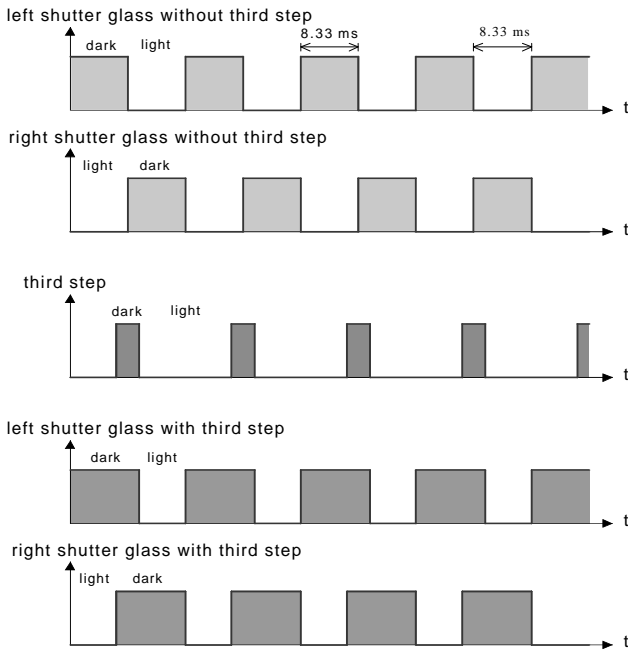 left shutter glass without third step
dark light 8.33 ms 8.33 ms
t
right shutter glass without third step
light dark
t
third step
dark light
t
left shutter glass with third step
dark light
t
right shutter glass with third step
light dark
t